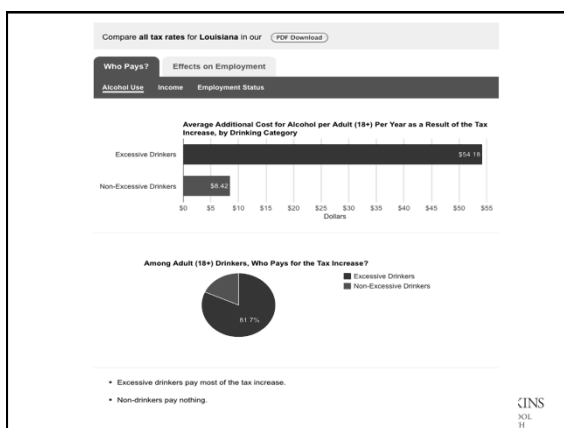 Compare all tax rates for Louisiana in our PDF Download
Who Pays? Effects on Employment
Alcohol Use Income Employment Status
Average Additional Cost for Alcohol per Adult (18+) Per Year as a Result of the Tax
Increase, by Drinking Category
Excessive Drinkers $54.18
Non-Excessive Drinkers $8.42
$0 $5 $10 $15 $20 $25 $30 $35 $40 $45 $50 $55
Dollars
Among Adult (18+) Drinkers, Who Pays for the Tax Increase?
Excessive Drinkers
Non-Excessive Drinkers
81.7%
• Excessive drinkers pay most of the tax increase.
• Non-drinkers pay nothing.
KINS
OOL
TH